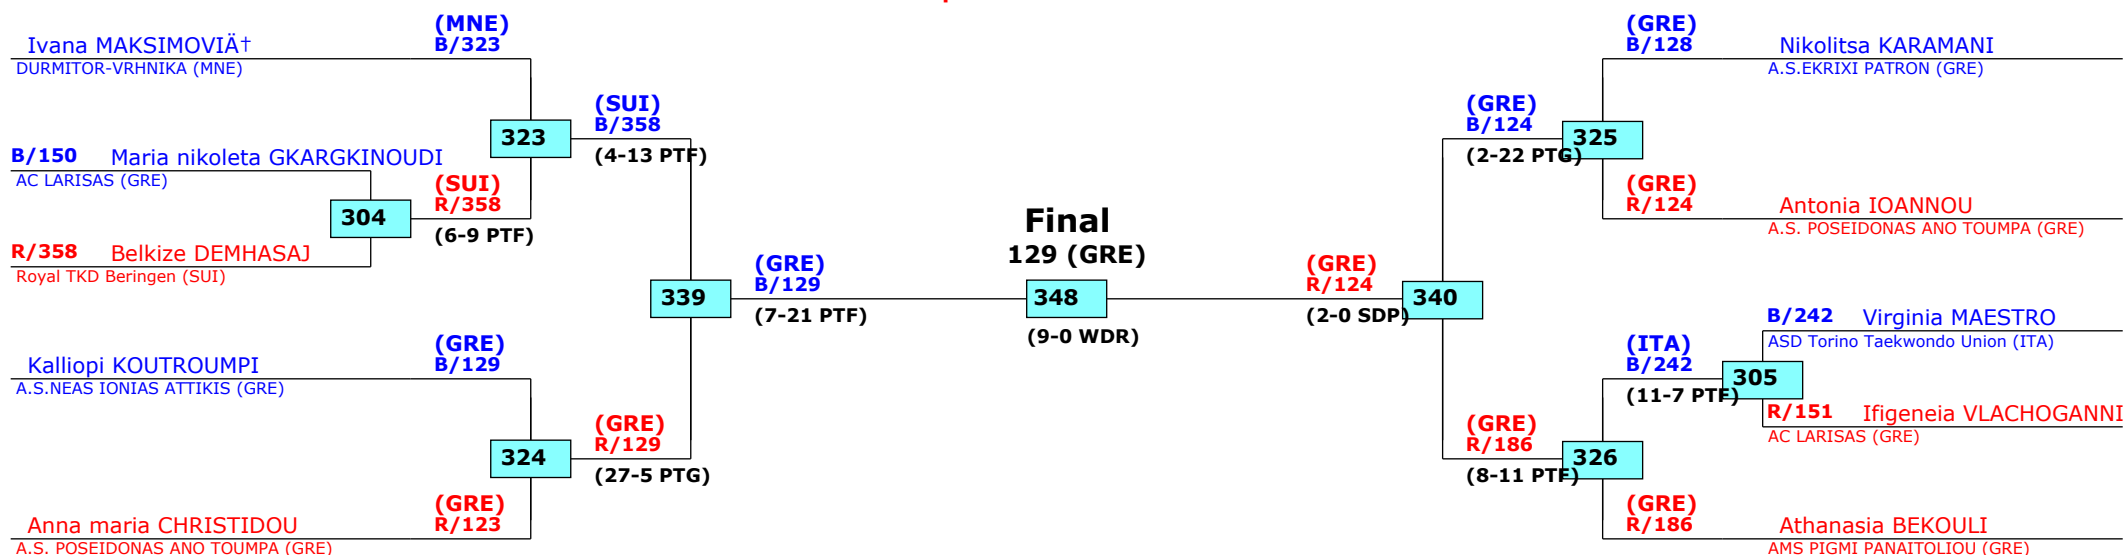 (MNE)
Ivana MAKSIMOVIÄ†
B/323
DURMITOR-VRHNIKA (MNE)
323
(SUI)
B/358
(4-13 PTF)
B/150 Maria nikoleta GKARGKINOUDI
AC LARISAS (GRE)
304
(SUI)
R/358
(6-9 PTF)
R/358 Belkize DEMHASAJ
Royal TKD Beringen (SUI)
339
(GRE)
B/129
(7-21 PTF)
Kalliopi KOUTROUMPI
(GRE)
B/129
A.S.NEAS IONIAS ATTIKIS (GRE)
324
(GRE)
R/129
(27-5 PTG)
Anna maria CHRISTIDOU
(GRE)
R/123
A.S. POSEIDONAS ANO TOUMPA (GRE)
Final
129 (GRE)
348
(9-0 WDR)
(GRE)
B/128
Nikolitsa KARAMANI
A.S.EKRIXI PATRON (GRE)
(GRE)
B/124
325
(2-22 PTG)
(GRE)
R/124
Antonia IOANNOU
A.S. POSEIDONAS ANO TOUMPA (GRE)
(GRE)
R/124
340
(2-0 SDP)
B/242 Virginia MAESTRO
ASD Torino Taekwondo Union (ITA)
(ITA)
B/242
305
(11-7 PTF)
R/151 Ifigeneia VLACHOGANNI
AC LARISAS (GRE)
(GRE)
R/186
326
(8-11 PTF)
(GRE)
R/186
Athanasia BEKOULI
AMS PIGMI PANAITOLIOU (GRE)